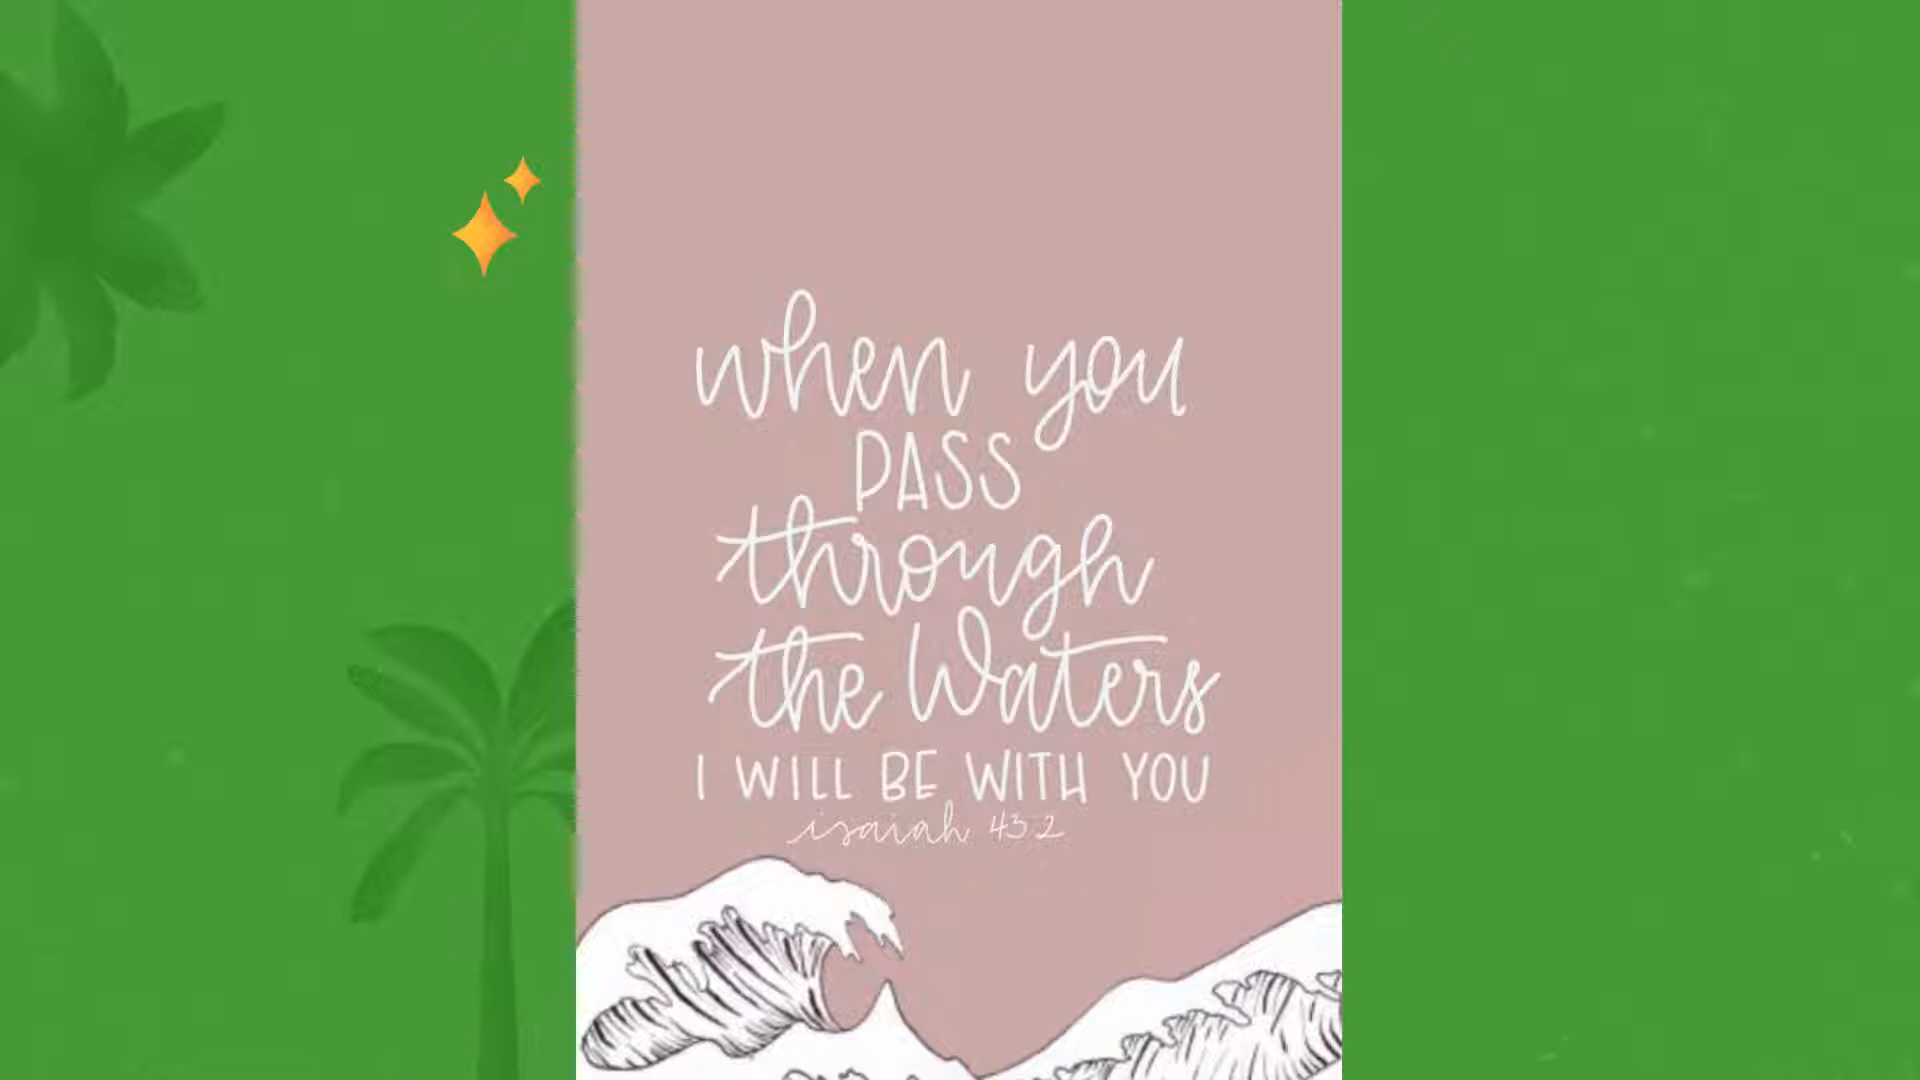 when you
PASS
through
the Waters
I WILL BE WITH YOU
isaiah 43:2